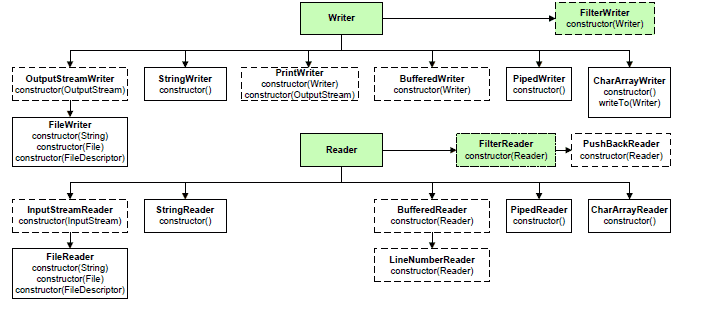 Writer
FilterWriter
constructor(Writer)
OutputStreamWriter
constructor(OutputStream)
StringWriter
constructor()
PrintWriter
constructor(Writer)
constructor(OutputStream)
BufferedWriter
constructor(Writer)
PipedWriter
constructor()
CharArrayWriter
constructor()
writeTo(Writer)
FileWriter
constructor(String)
constructor(File)
constructor(FileDescriptor)
Reader
FilterReader
constructor(Reader)
PushBackReader
constructor(Reader)
InputStreamReader
constructor(InputStream)
StringReader
constructor()
BufferedReader
constructor(Reader)
PipedReader
constructor()
CharArrayReader
constructor()
FileReader
constructor(String)
constructor(File)
constructor(FileDescriptor)
LineNumberReader
constructor(Reader)